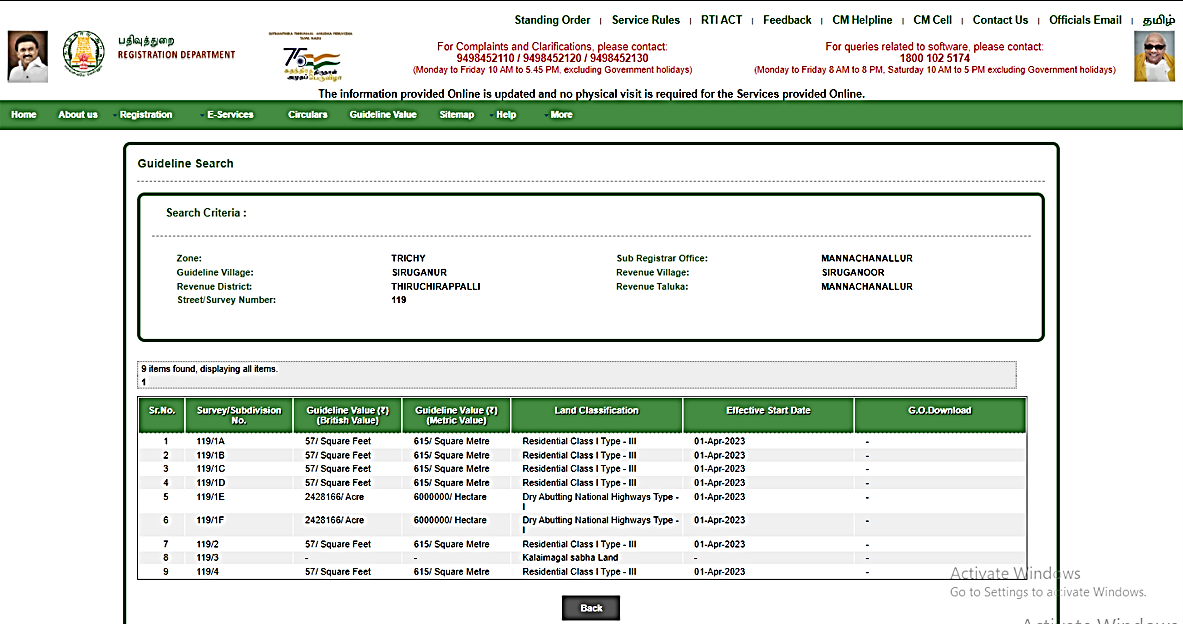 Standing Order | Service Rules | RTI ACT | Feedback | CM Helpline | CM Cell | Contact Us | Officials Email | தமிழ்
பதிவுத்துறை
REGISTRATION DEPARTMENT
75
For Complaints and Clarifications, please contact:
9498452110 / 9498452120 / 9498452130
(Monday to Friday 10 AM to 5.45 PM, excluding Government holidays)
For queries related to software, please contact:
1800 102 5174
(Monday to Friday 8 AM to 8 PM, Saturday 10 AM to 5 PM excluding Government holidays)
The information provided Online is updated and no physical visit is required for the Services provided Online.
Home About us Registration E-Services Circulars Guideline Value Sitemap Help More
Guideline Search
Search Criteria :
Zone: TRICHY Sub Registrar Office: MANNACHANALLUR
Guideline Village: SIRUGANUR Revenue Village: SIRUGANOOR
Revenue District: THIRUCHIRAPPALLI Revenue Taluka: MANNACHANALLUR
Street/Survey Number: 119
9 items found, displaying all items.
1
Sr.No. Survey/Subdivision No. Guideline Value (₹) (British Value) Guideline Value (₹) (Metric Value) Land Classification Effective Start Date G.O.Download
1 119/1A 57/ Square Feet 615/ Square Metre Residential Class I Type - III 01-Apr-2023 -
2 119/1B 57/ Square Feet 615/ Square Metre Residential Class I Type - III 01-Apr-2023 -
3 119/1C 57/ Square Feet 615/ Square Metre Residential Class I Type - III 01-Apr-2023 -
4 119/1D 57/ Square Feet 615/ Square Metre Residential Class I Type - III 01-Apr-2023 -
5 119/1E 2428166/ Acre 6000000/ Hectare Dry Abutting National Highways Type - I 01-Apr-2023 -
6 119/1F 2428166/ Acre 6000000/ Hectare Dry Abutting National Highways Type - I 01-Apr-2023 -
7 119/2 57/ Square Feet 615/ Square Metre Residential Class I Type - III 01-Apr-2023 -
8 119/3 - - Kalaimagal sabha Land - -
9 119/4 57/ Square Feet 615/ Square Metre Residential Class I Type - III 01-Apr-2023 -
Activate Windows
Go to Settings to activate Windows.
Back
Activate Windows